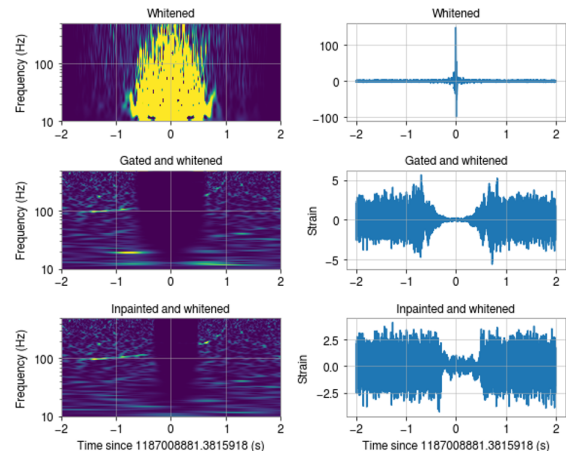 Whitened
Whitened
Frequency (Hz)
100
10
−2 −1 0 1 2
100
0
−100
−2 −1 0 1 2
Gated and whitened
Gated and whitened
Frequency (Hz)
100
10
−2 −1 0 1 2
Strain
5
0
−5
−2 −1 0 1 2
Inpainted and whitened
Inpainted and whitened
Frequency (Hz)
100
10
−2 −1 0 1 2
Time since 1187008881.3815918 (s)
Strain
2.5
0.0
−2.5
−2 −1 0 1 2
Time since 1187008881.3815918 (s)